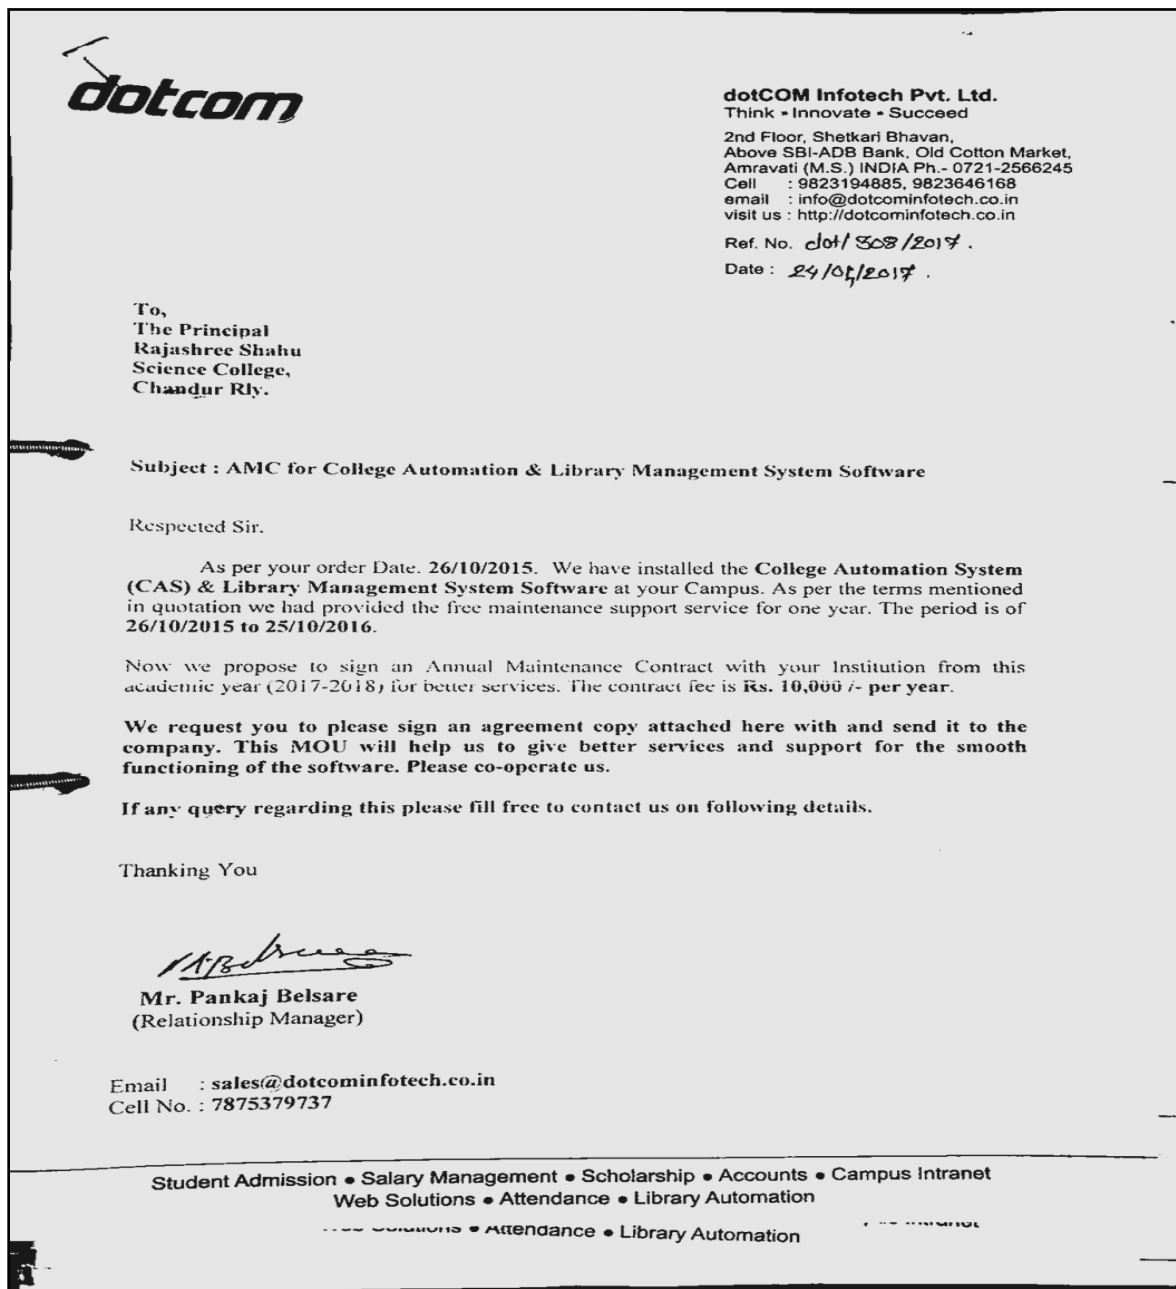 dotcom
dotCOM Infotech Pvt. Ltd.
Think • Innovate • Succeed
2nd Floor, Shetkari Bhavan,
Above SBI-ADB Bank, Old Cotton Market,
Amravati (M.S.) INDIA Ph.- 0721-2566245
Cell : 9823194885, 9823646168
email : info@dotcominfotech.co.in
visit us : http://dotcominfotech.co.in
Ref. No. dot/308/2017.
Date : 24/05/2017.
To,
The Principal
Rajashree Shahu
Science College,
Chandur Rly.
Subject : AMC for College Automation & Library Management System Software
Respected Sir.
As per your order Date. 26/10/2015. We have installed the College Automation System
(CAS) & Library Management System Software at your Campus. As per the terms mentioned
in quotation we had provided the free maintenance support service for one year. The period is of
26/10/2015 to 25/10/2016.
Now we propose to sign an Annual Maintenance Contract with your Institution from this
academic year (2017-2018) for better services. The contract fee is Rs. 10,000 /- per year.
We request you to please sign an agreement copy attached here with and send it to the
company. This MOU will help us to give better services and support for the smooth
functioning of the software. Please co-operate us.
If any query regarding this please fill free to contact us on following details.
Thanking You
Mr. Pankaj Belsare
(Relationship Manager)
Email : sales@dotcominfotech.co.in
Cell No. : 7875379737
Student Admission • Salary Management • Scholarship • Accounts • Campus Intranet
Web Solutions • Attendance • Library Automation
Solutions • Attendance • Library Automation